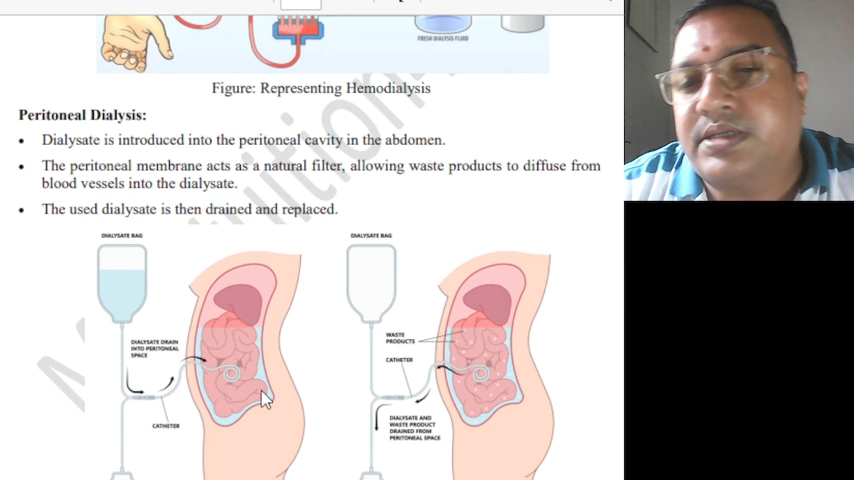 FRESH DIALYSIS FLUID
Figure: Representing Hemodialysis
Peritoneal Dialysis:
• Dialysate is introduced into the peritoneal cavity in the abdomen.
• The peritoneal membrane acts as a natural filter, allowing waste products to diffuse from
blood vessels into the dialysate.
• The used dialysate is then drained and replaced.
DIALYSATE BAG
DIALYSATE DRAIN
INTO PERITONEAL
SPACE
CATHETER
DIALYSATE BAG
WASTE
PRODUCTS
CATHETER
DIALYSATE AND
WASTE PRODUCT
DRAINED FROM
PERITONEAL SPACE